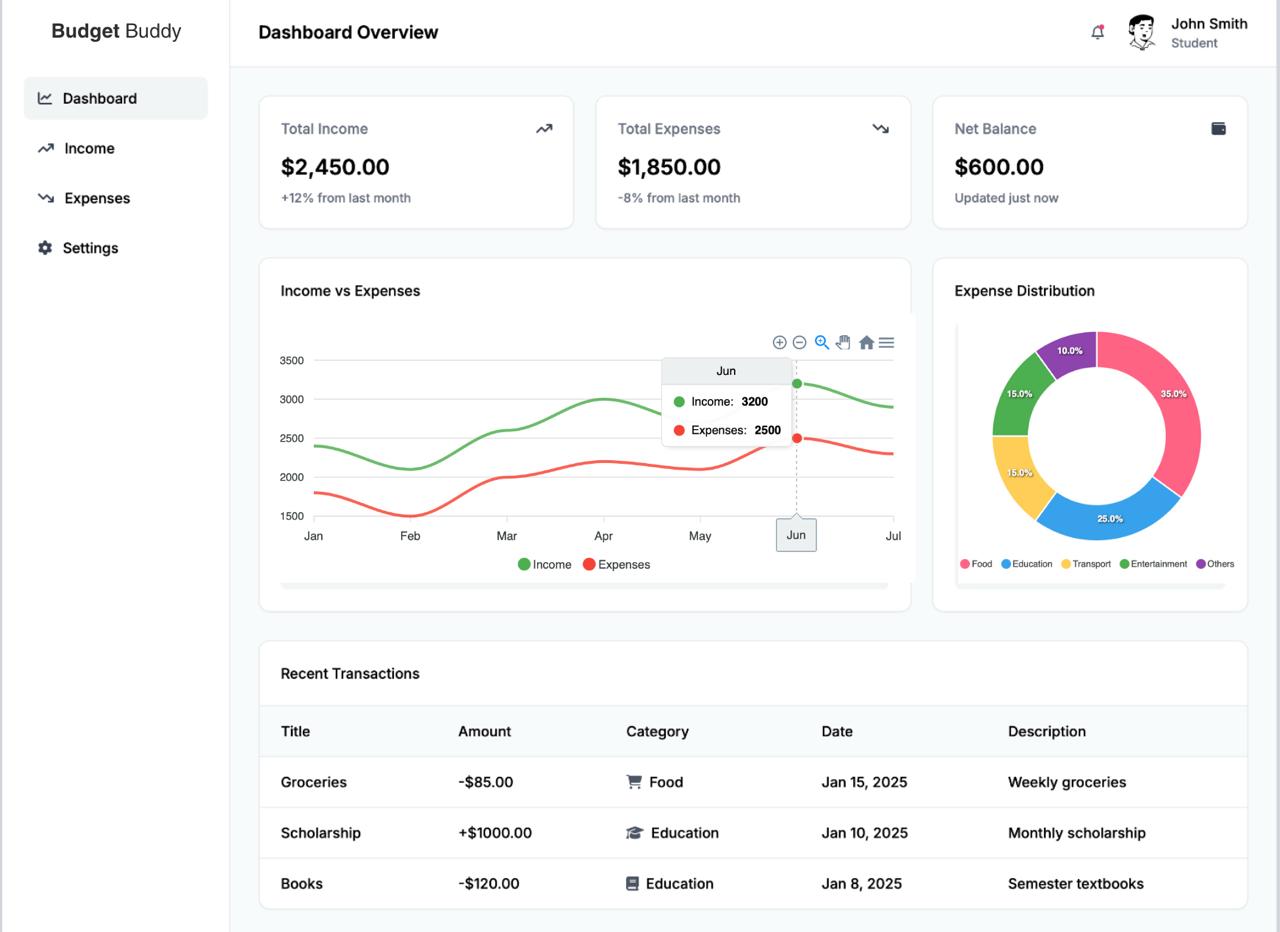 Budget Buddy
Dashboard
Income
Expenses
Settings
Dashboard Overview
John Smith
Student
Total Income
$2,450.00
+12% from last month
Total Expenses
$1,850.00
-8% from last month
Net Balance
$600.00
Updated just now
Income vs Expenses
3500
3000
2500
2000
1500
Jun
Income: 3200
Expenses: 2500
Jan Feb Mar Apr May Jun Jul
Income Expenses
Expense Distribution
10.0%
35.0%
15.0%
15.0%
25.0%
Food Education Transport Entertainment Others
Recent Transactions
Title Amount Category Date Description
Groceries -$85.00 Food Jan 15, 2025 Weekly groceries
Scholarship +$1000.00 Education Jan 10, 2025 Monthly scholarship
Books -$120.00 Education Jan 8, 2025 Semester textbooks